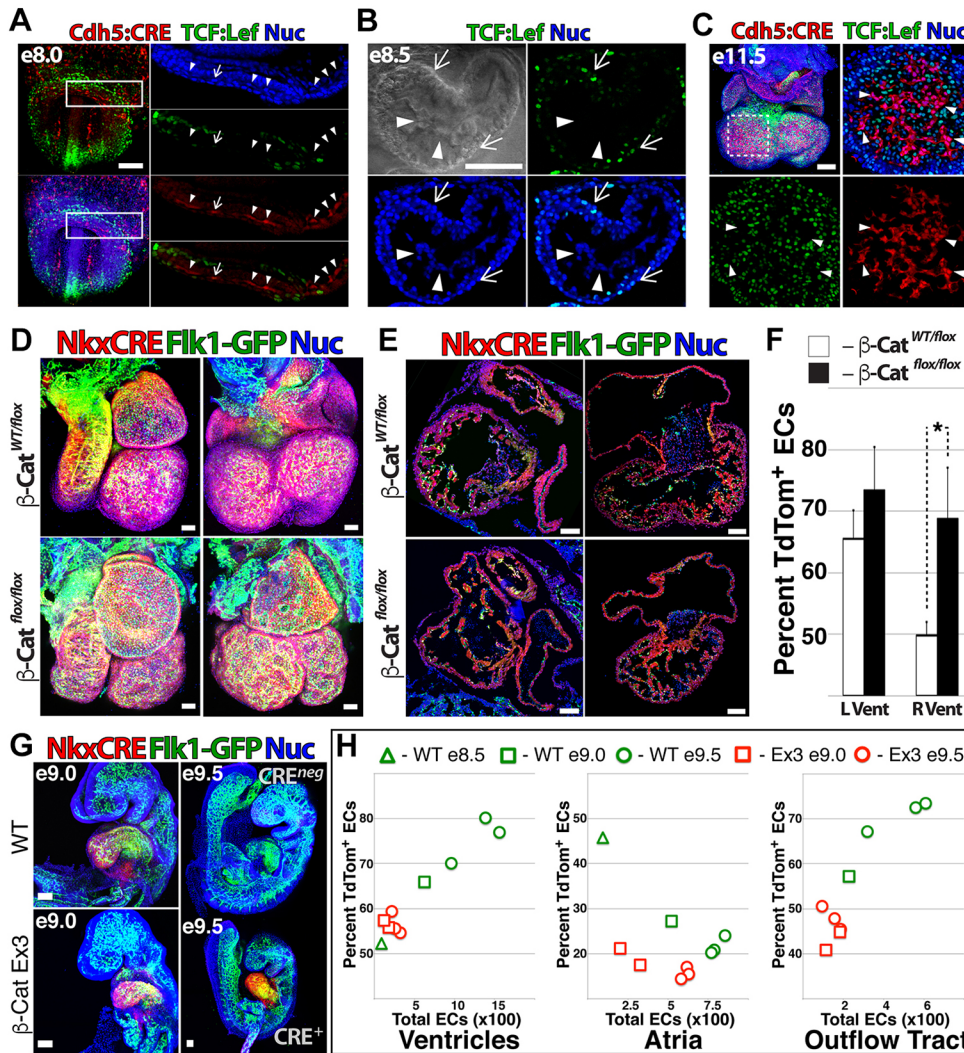 A
Cdh5:CRE TCF:Lef Nuc
e8.0
B
TCF:Lef Nuc
e8.5
C
Cdh5:CRE TCF:Lef Nuc
e11.5
D
NkxCRE Flk1-GFP Nuc
β-Cat WT/flox
β-Cat flox/flox
E
NkxCRE Flk1-GFP Nuc
β-Cat WT/flox
β-Cat flox/flox
F
– β-Cat WT/flox
– β-Cat flox/flox
Percent TdTom+ ECs
80
70
60
50
*
L Vent R Vent
G
NkxCRE Flk1-GFP Nuc
WT
β-Cat Ex3
e9.0
e9.5
CREneg
e9.0
e9.5
CRE+
H
- WT e8.5 - WT e9.0 - WT e9.5 - Ex3 e9.0 - Ex3 e9.5
Percent TdTom+ ECs
90
80
70
60
50
5 10 15
Total ECs (x100)
Ventricles
Percent TdTom+ ECs
50
40
30
20
2.5 5 7.5
Total ECs (x100)
Atria
Percent TdTom+ ECs
70
60
50
40
2 4 6
Total ECs (x100)
Outflow Tract